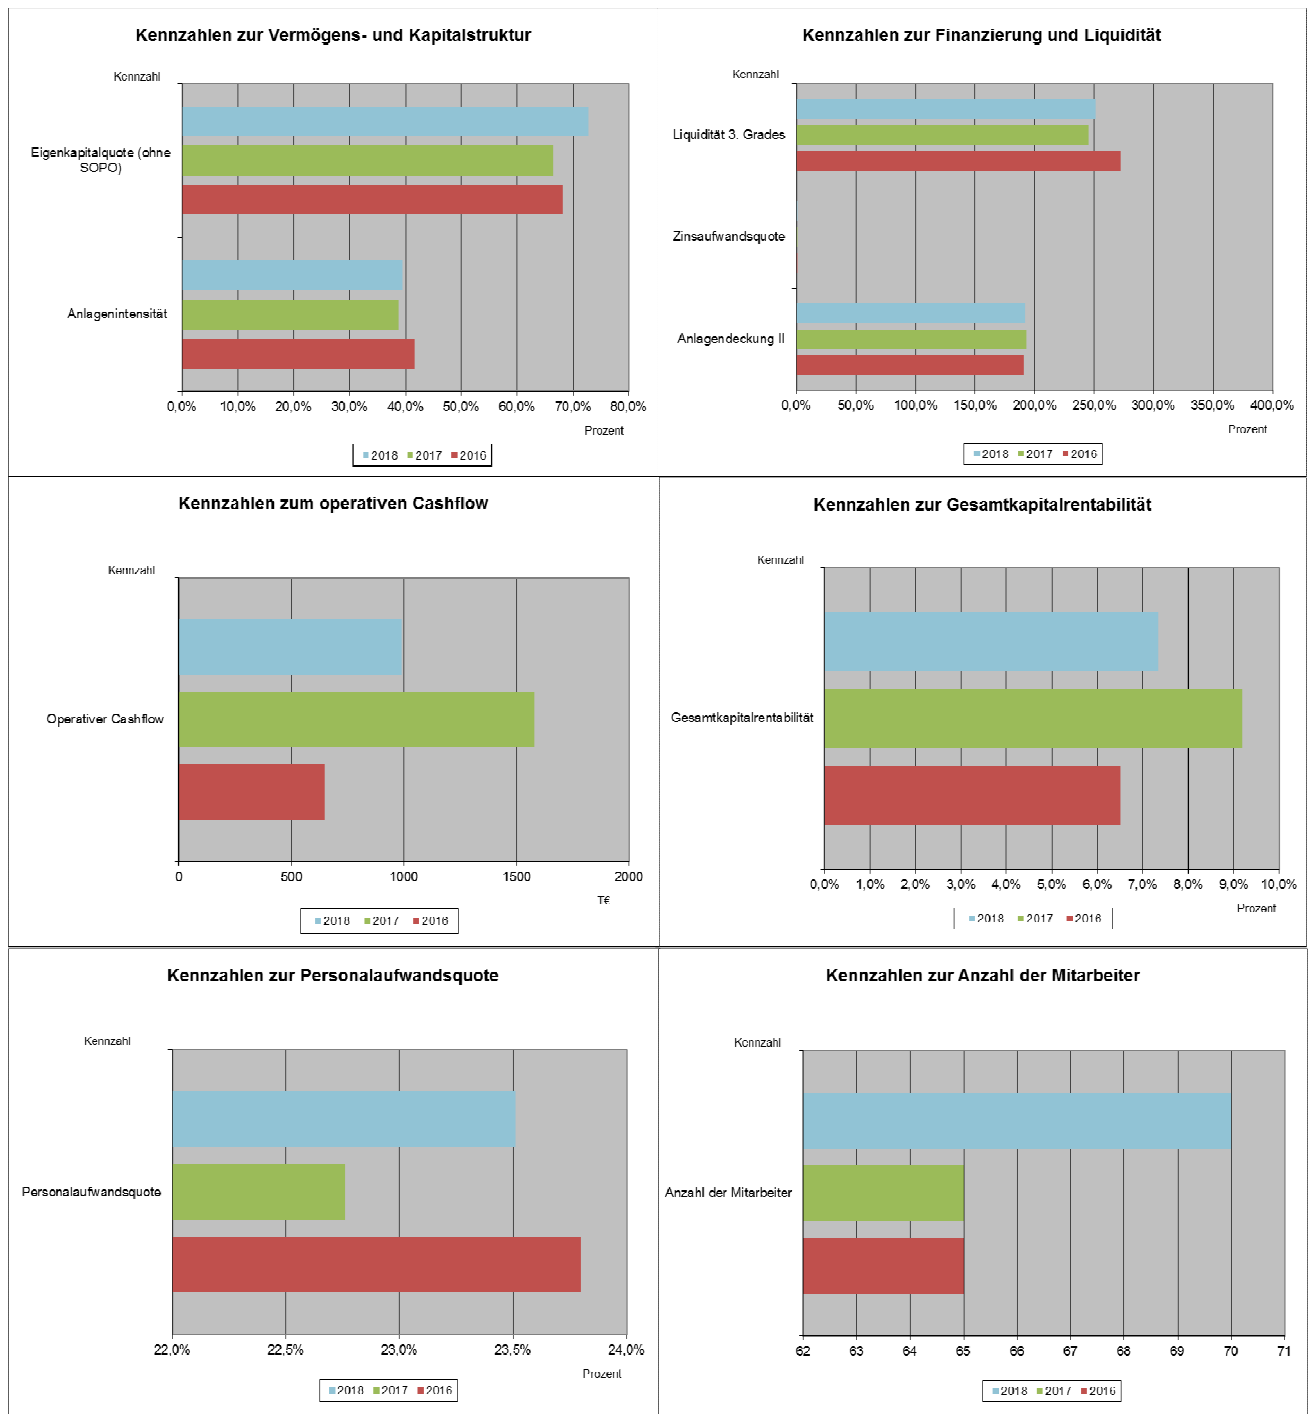 Kennzahlen zur Vermögens- und Kapitalstruktur
Kennzahl
Eigenkapitalquote (ohne
SOPO)
Anlagenintensität
0,0% 10,0% 20,0% 30,0% 40,0% 50,0% 60,0% 70,0% 80,0%
Prozent
2018 2017 2016
Kennzahlen zur Finanzierung und Liquidität
Kennzahl
Liquidität 3. Grades
Zinsaufwandsquote
Anlagendeckung II
0,0% 50,0% 100,0% 150,0% 200,0% 250,0% 300,0% 350,0% 400,0%
Prozent
2018 2017 2016
Kennzahlen zum operativen Cashflow
Kennzahl
Operativer Cashflow
0 500 1000 1500 2000
T€
2018 2017 2016
Kennzahlen zur Gesamtkapitalrentabilität
Kennzahl
Gesamtkapitalrentabilität
0,0% 1,0% 2,0% 3,0% 4,0% 5,0% 6,0% 7,0% 8,0% 9,0% 10,0%
Prozent
2018 2017 2016
Kennzahlen zur Personalaufwandsquote
Kennzahl
Personalaufwandsquote
22,0% 22,5% 23,0% 23,5% 24,0%
Prozent
2018 2017 2016
Kennzahlen zur Anzahl der Mitarbeiter
Kennzahl
Anzahl der Mitarbeiter
62 63 64 65 66 67 68 69 70 71
2018 2017 2016